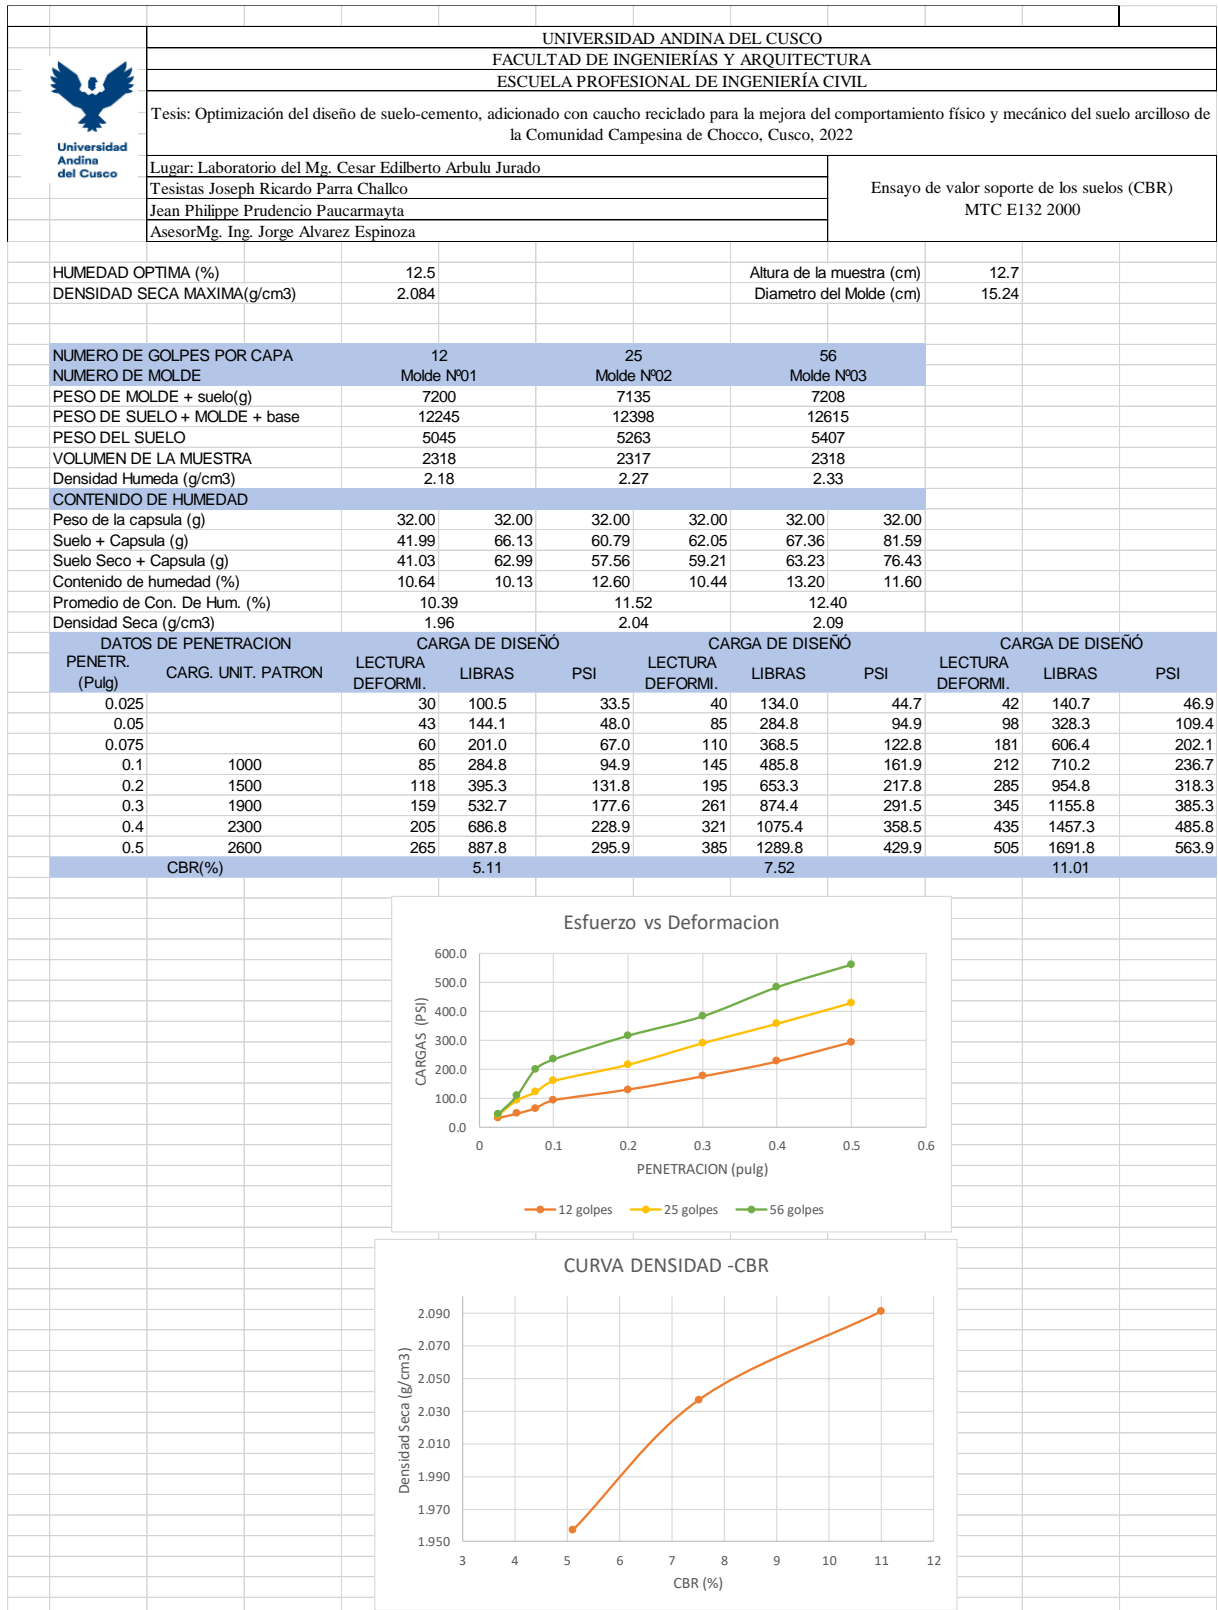 UNIVERSIDAD ANDINA DEL CUSCO
FACULTAD DE INGENIERÍAS Y ARQUITECTURA
ESCUELA PROFESIONAL DE INGENIERÍA CIVIL
Universidad
Andina
del Cusco
Tesis: Optimización del diseño de suelo-cemento, adicionado con caucho reciclado para la mejora del comportamiento físico y mecánico del suelo arcilloso de
la Comunidad Campesina de Chocco, Cusco, 2022
Lugar: Laboratorio del Mg. Cesar Edilberto Arbulu Jurado
Tesistas Joseph Ricardo Parra Challco
Jean Philippe Prudencio Paucarmayta
AsesorMg. Ing. Jorge Alvarez Espinoza
Ensayo de valor soporte de los suelos (CBR)
MTC E132 2000
HUMEDAD OPTIMA (%) 12.5 Altura de la muestra (cm) 12.7
DENSIDAD SECA MAXIMA(g/cm3) 2.084 Diametro del Molde (cm) 15.24
NUMERO DE GOLPES POR CAPA 12 25 56
NUMERO DE MOLDE Molde Nº01 Molde Nº02 Molde Nº03
PESO DE MOLDE + suelo(g) 7200 7135 7208
PESO DE SUELO + MOLDE + base 12245 12398 12615
PESO DEL SUELO 5045 5263 5407
VOLUMEN DE LA MUESTRA 2318 2317 2318
Densidad Humeda (g/cm3) 2.18 2.27 2.33
CONTENIDO DE HUMEDAD
Peso de la capsula (g) 32.00 32.00 32.00 32.00 32.00 32.00
Suelo + Capsula (g) 41.99 66.13 60.79 62.05 67.36 81.59
Suelo Seco + Capsula (g) 41.03 62.99 57.56 59.21 63.23 76.43
Contenido de humedad (%) 10.64 10.13 12.60 10.44 13.20 11.60
Promedio de Con. De Hum. (%) 10.39 11.52 12.40
Densidad Seca (g/cm3) 1.96 2.04 2.09
DATOS DE PENETRACION CARGA DE DISEÑÓ CARGA DE DISEÑÓ CARGA DE DISEÑÓ
PENETR. (Pulg) CARG. UNIT. PATRON LECTURA DEFORMI. LIBRAS PSI LECTURA DEFORMI. LIBRAS PSI LECTURA DEFORMI. LIBRAS PSI
0.025 30 100.5 33.5 40 134.0 44.7 42 140.7 46.9
0.05 43 144.1 48.0 85 284.8 94.9 98 328.3 109.4
0.075 60 201.0 67.0 110 368.5 122.8 181 606.4 202.1
0.1 1000 85 284.8 94.9 145 485.8 161.9 212 710.2 236.7
0.2 1500 118 395.3 131.8 195 653.3 217.8 285 954.8 318.3
0.3 1900 159 532.7 177.6 261 874.4 291.5 345 1155.8 385.3
0.4 2300 205 686.8 228.9 321 1075.4 358.5 435 1457.3 485.8
0.5 2600 265 887.8 295.9 385 1289.8 429.9 505 1691.8 563.9
CBR(%) 5.11 7.52 11.01
Esfuerzo vs Deformacion
CARGAS (PSI)
600.0
500.0
400.0
300.0
200.0
100.0
0.0
0 0.1 0.2 0.3 0.4 0.5 0.6
PENETRACION (pulg)
12 golpes 25 golpes 56 golpes
CURVA DENSIDAD -CBR
Densidad Seca (g/cm3)
2.090
2.070
2.050
2.030
2.010
1.990
1.970
1.950
3 4 5 6 7 8 9 10 11 12
CBR (%)